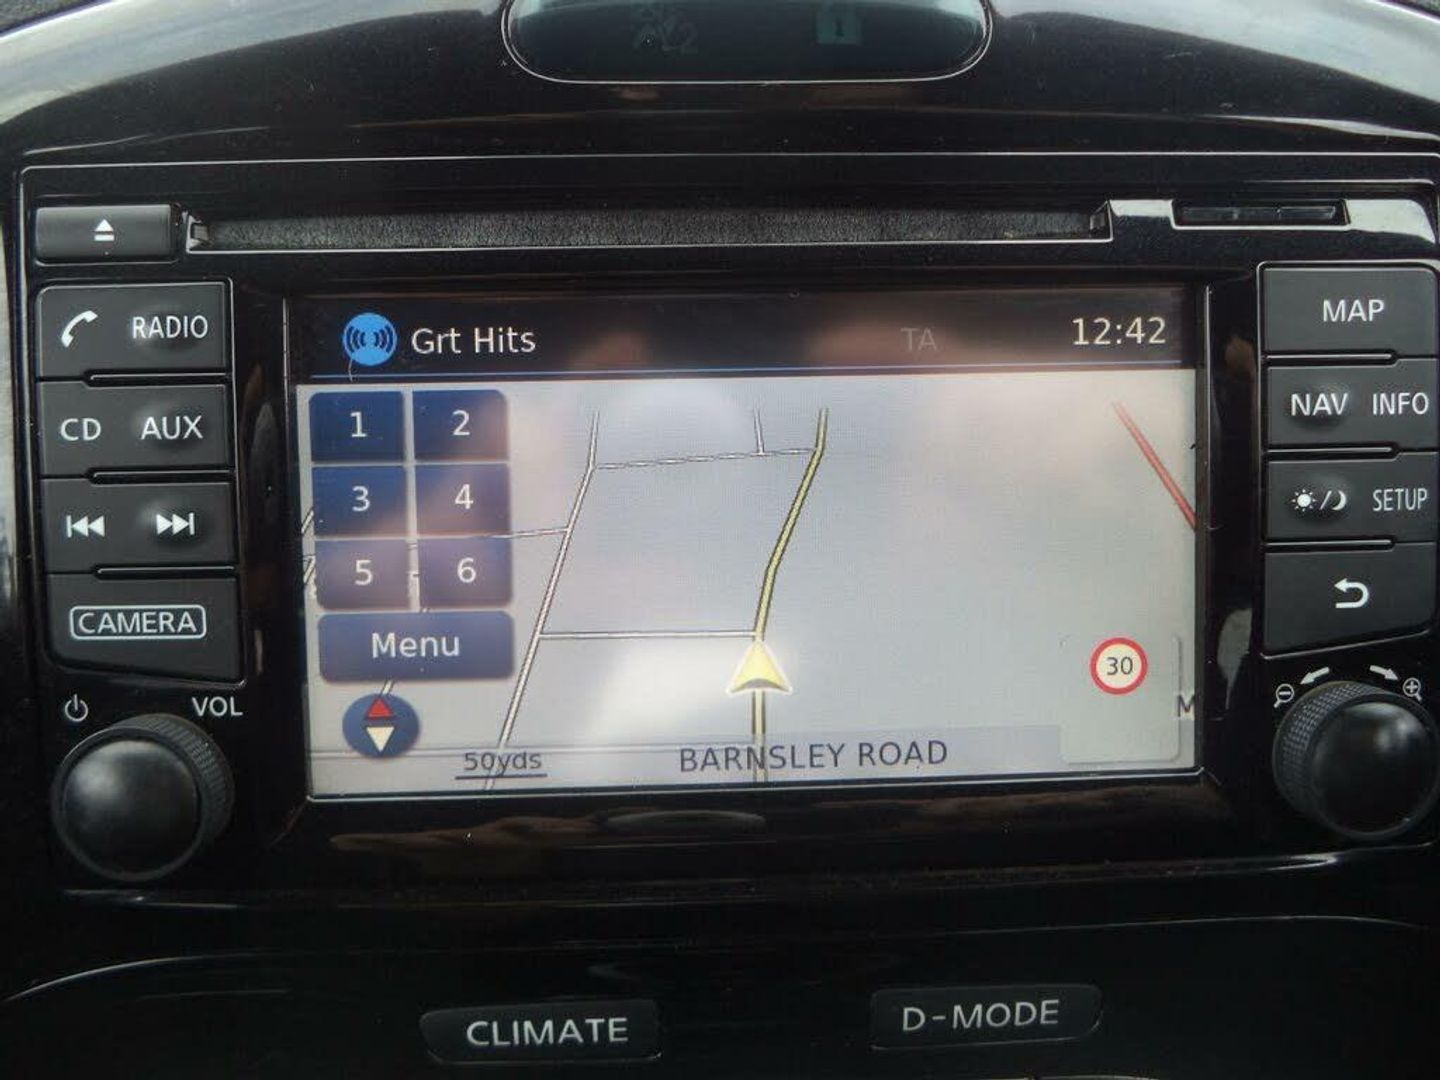 Grt Hits TA 12:42
RADIO
CD AUX
CAMERA
VOL
1 2
3 4
5 6
Menu
50yds
BARNSLEY ROAD
30
M
MAP
NAV INFO
SETUP
CLIMATE
D-MODE